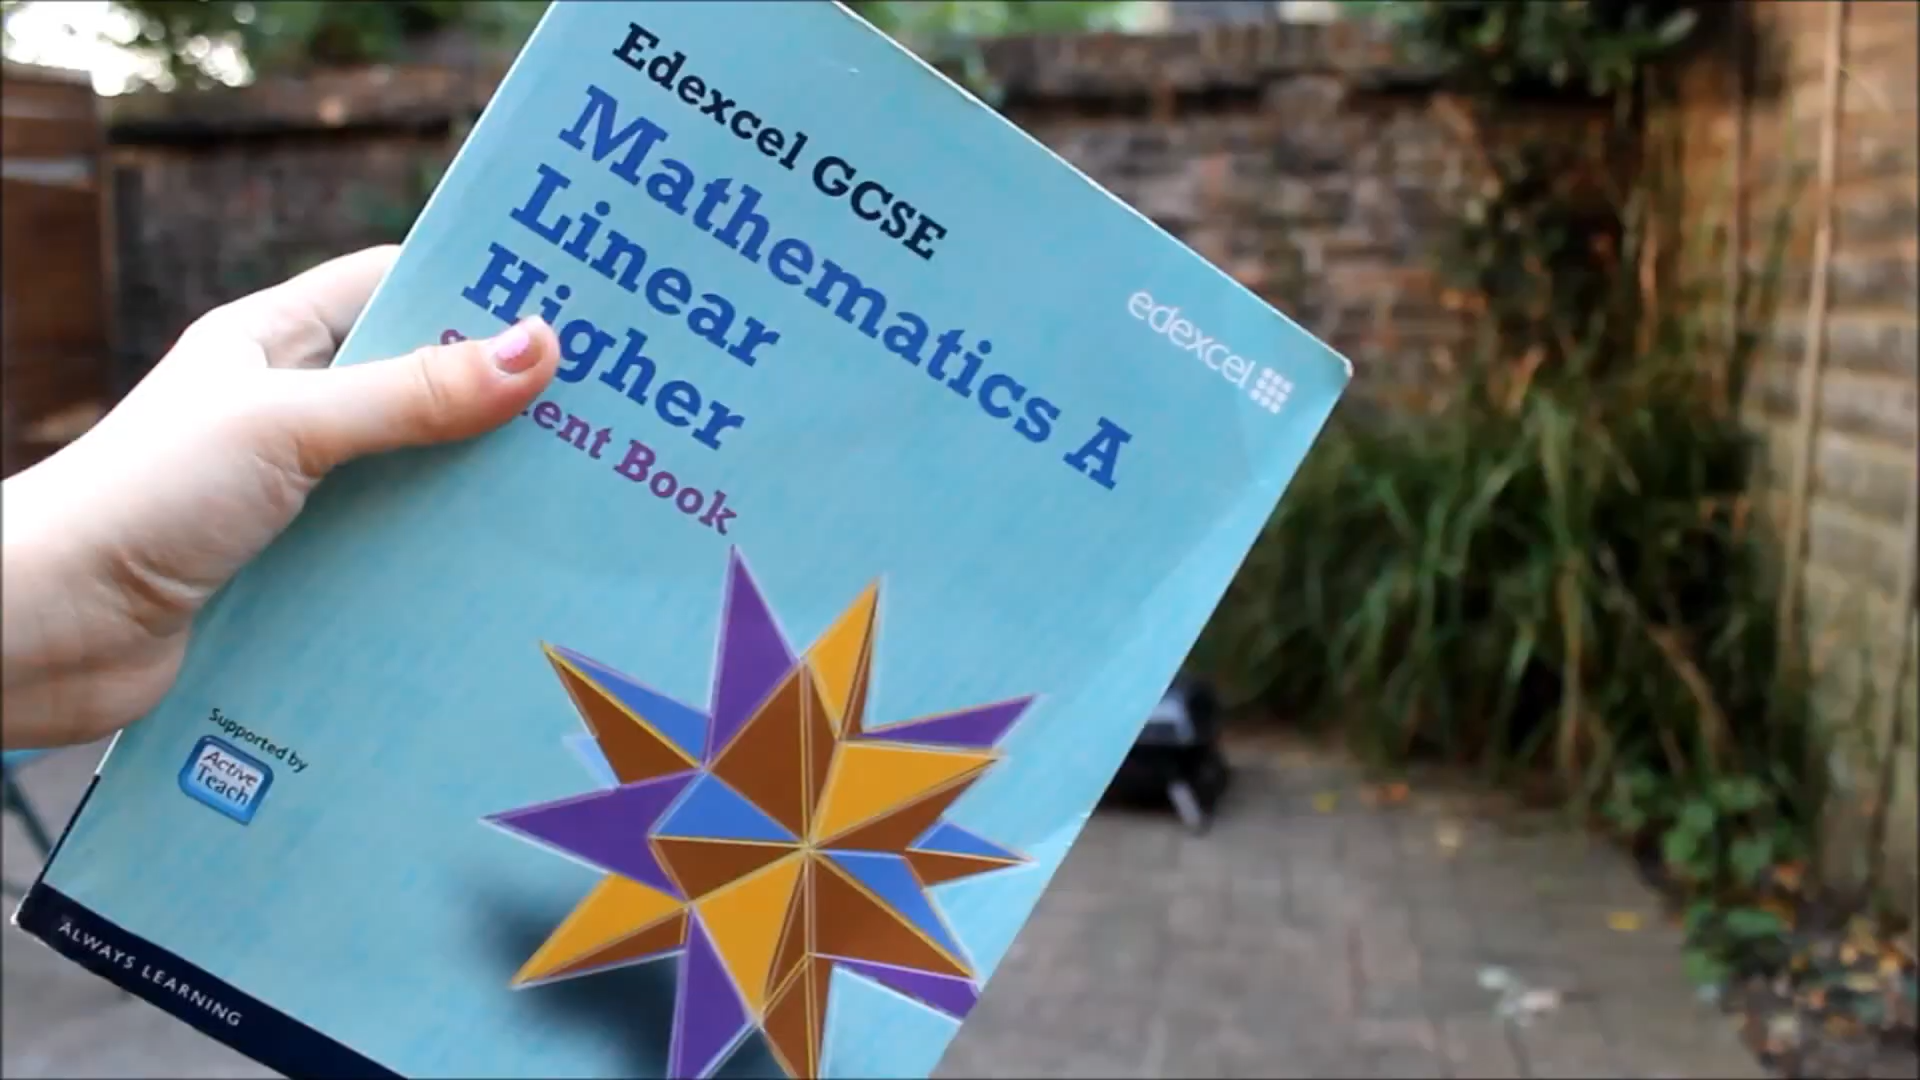 Edexcel GCSE
Mathematics A
Linear
Higher
Book
edexcel
Supported by
Active
Teach
ALWAYS LEARNING